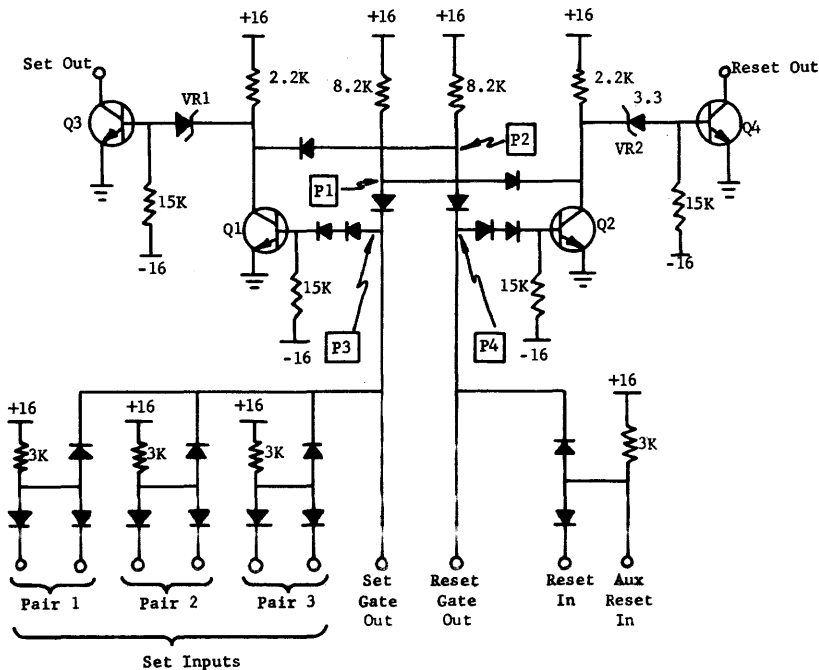 +16 +16 +16 +16
Set Out 2.2K 8.2K 8.2K 2.2K Reset Out
VR1 3.3
Q3 Q4
P2 VR2
P1
15K 15K
Q1 Q2
-16 -16
15K 15K
P3 P4 -16
-16
+16
+16 +16 +16
3K 3K 3K 3K
Pair 1 Pair 2 Pair 3
Set Gate Out
Reset Gate Out
Reset In
Aux Reset In
Set Inputs